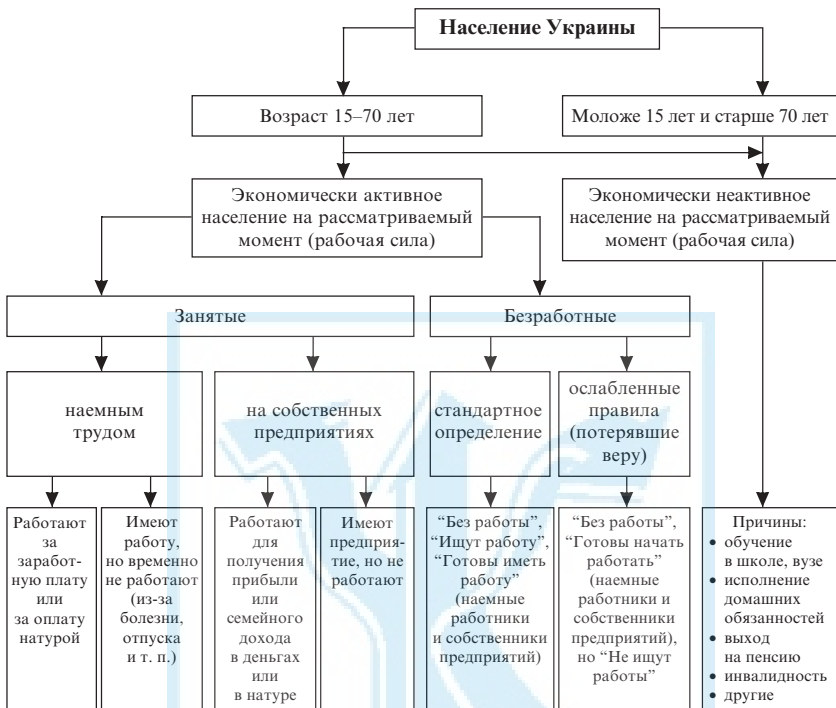 Население Украины
Возраст 15–70 лет
Моложе 15 лет и старше 70 лет
Экономически активное
население на рассматриваемый
момент (рабочая сила)
Экономически неактивное
население на рассматриваемый
момент (рабочая сила)
Занятые
Безработные
наемным
трудом
на собственных
предприятиях
стандартное
определение
ослабленные
правила
(потерявшие
веру)
Работают
за
заработ-
ную плату
или
за оплату
натурой
Имеют
работу,
но временно
не работают
(из-за
болезни,
отпуска
и т. п.)
Работают
для
получения
прибыли
или
семейного
дохода
в деньгах
или
в натуре
Имеют
предприя-
тие, но не
работают
“Без работы”,
“Ищут работу”,
“Готовы иметь
работу”
(наемные
работники
и собственники
предприятий)
“Без работы”,
“Готовы начать
работать”
(наемные
работники и
собственники
предприятий),
но “Не ищут
работы”
Причины:
• обучение
в школе, вузе
• исполнение
домашних
обязанностей
• выход
на пенсию
• инвалидность
• другие